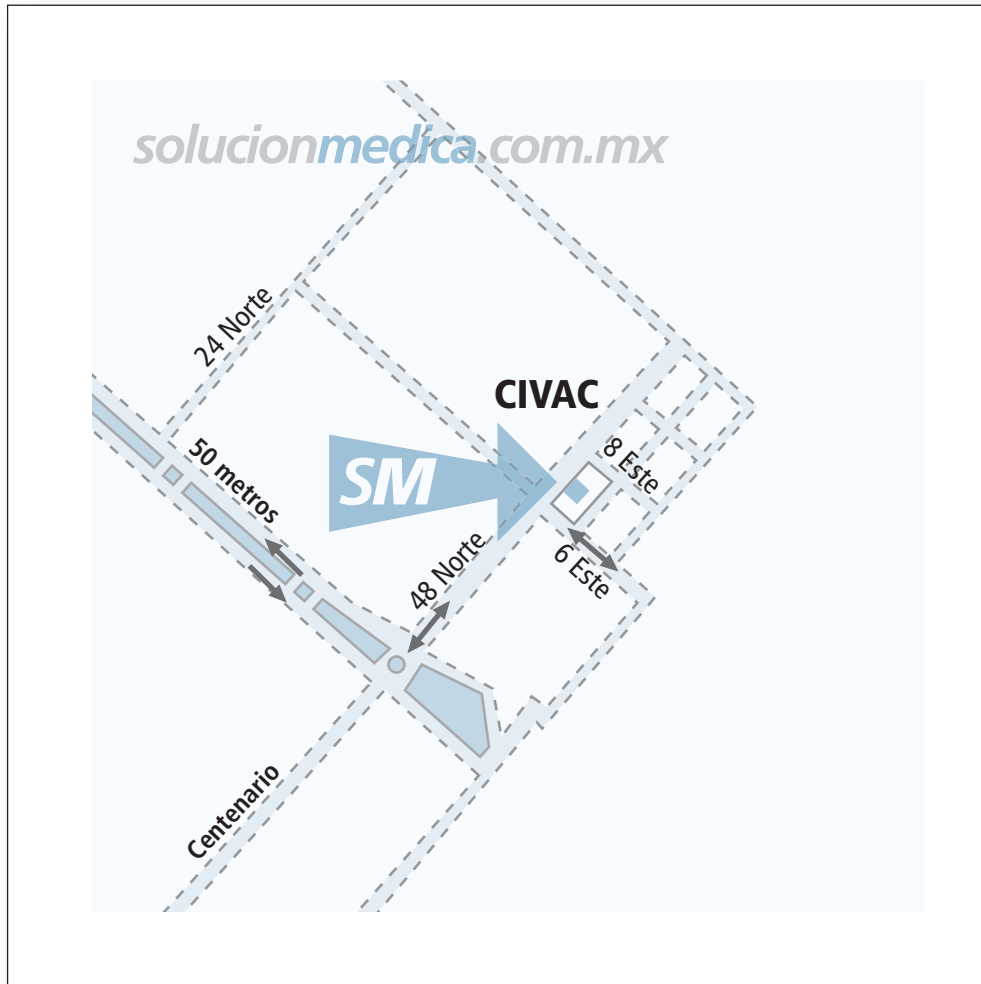 solucionmedica.com.mx
24 Norte
CIVAC
8 Este
50 metros
SM
48 Norte
6 Este
Centenario